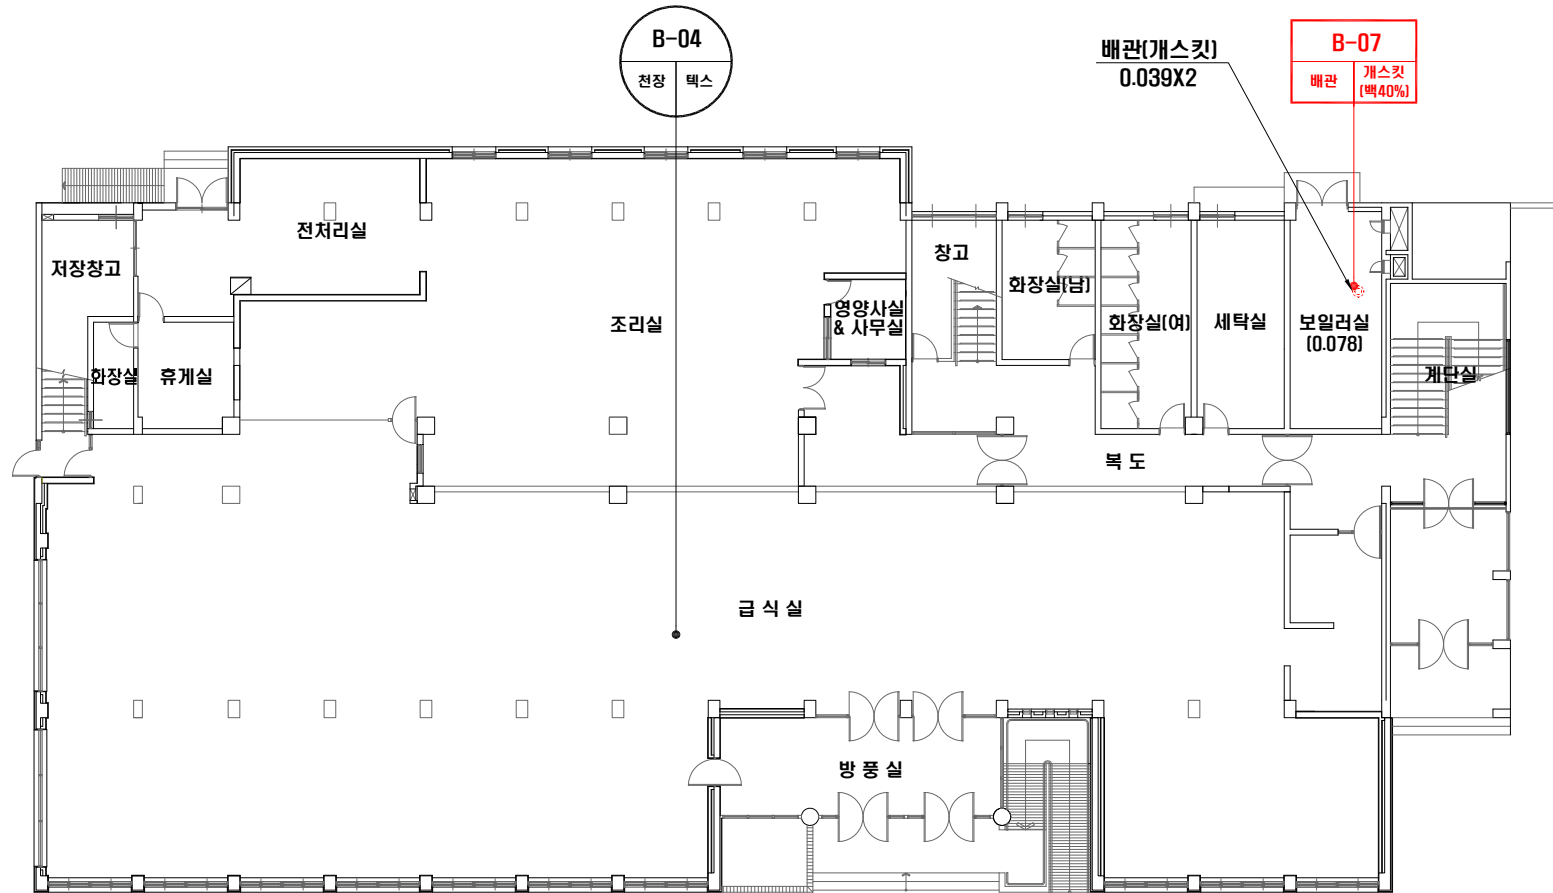 B-04
천장 텍스
배관(개스킷)
0.039X2
B-07
배관 개스킷
(백40%)
전처리실
저장창고
창고
화장실(남)
영양사실
& 사무실
조리실
화장실(여)
세탁실
보일러실
(0.078)
화장실
휴게실
계단실
복 도
급 식 실
방 풍 실